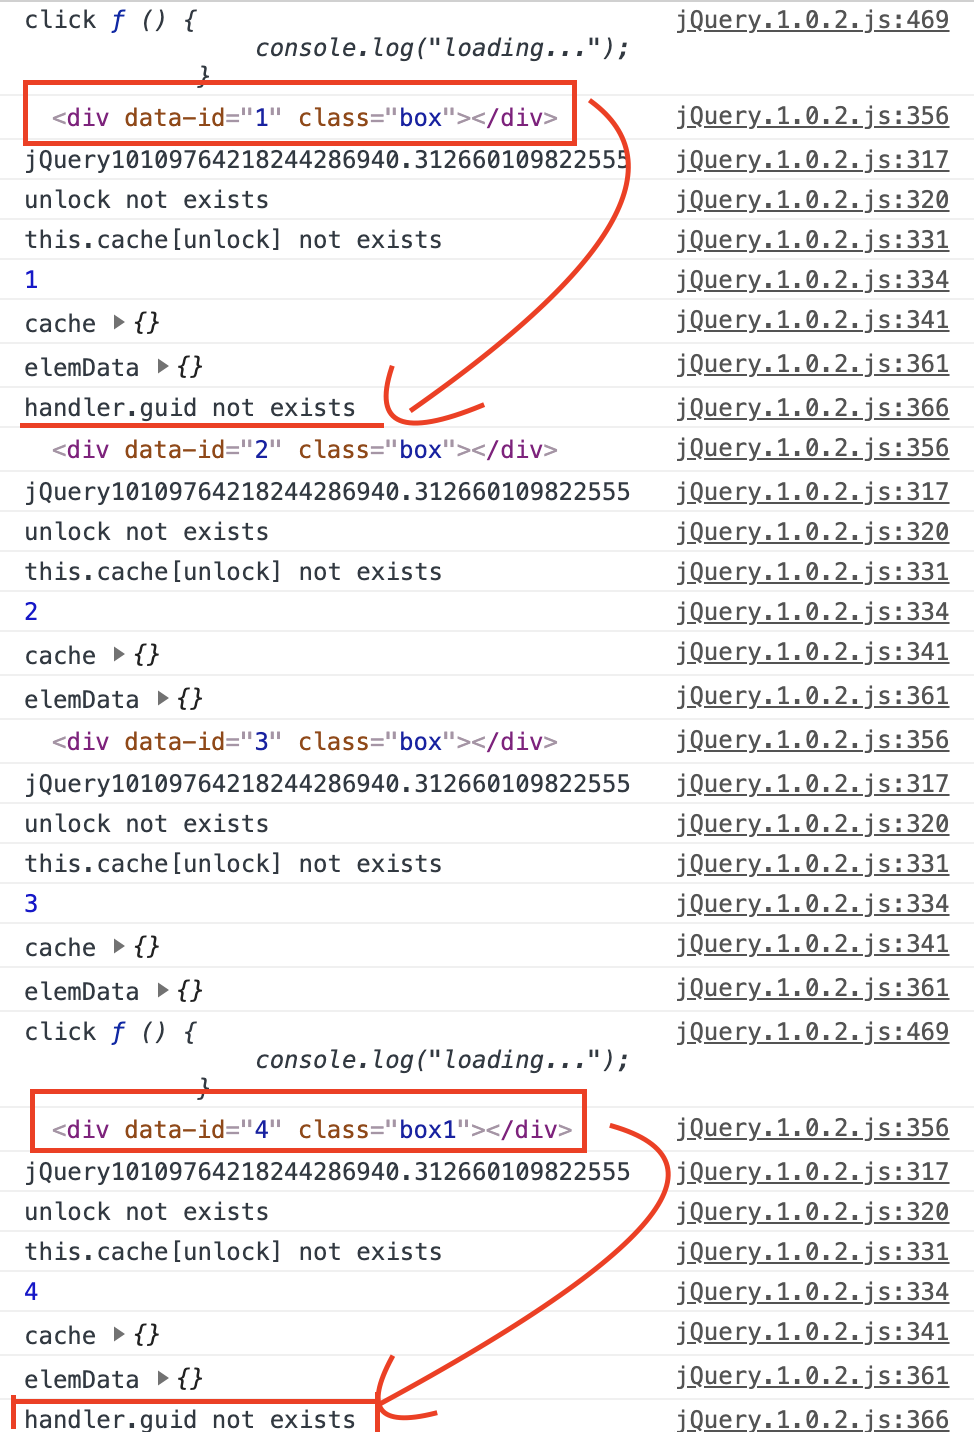 click ƒ () { jQuery.1.0.2.js:469
console.log("loading...");
}
<div data-id="1" class="box"></div> jQuery.1.0.2.js:356
jQuery10109764218244286940.312660109822555 jQuery.1.0.2.js:317
unlock not exists jQuery.1.0.2.js:320
this.cache[unlock] not exists jQuery.1.0.2.js:331
1 jQuery.1.0.2.js:334
cache ▶{} jQuery.1.0.2.js:341
elemData ▶{} jQuery.1.0.2.js:361
handler.guid not exists jQuery.1.0.2.js:366
<div data-id="2" class="box"></div> jQuery.1.0.2.js:356
jQuery10109764218244286940.312660109822555 jQuery.1.0.2.js:317
unlock not exists jQuery.1.0.2.js:320
this.cache[unlock] not exists jQuery.1.0.2.js:331
2 jQuery.1.0.2.js:334
cache ▶{} jQuery.1.0.2.js:341
elemData ▶{} jQuery.1.0.2.js:361
<div data-id="3" class="box"></div> jQuery.1.0.2.js:356
jQuery10109764218244286940.312660109822555 jQuery.1.0.2.js:317
unlock not exists jQuery.1.0.2.js:320
this.cache[unlock] not exists jQuery.1.0.2.js:331
3 jQuery.1.0.2.js:334
cache ▶{} jQuery.1.0.2.js:341
elemData ▶{} jQuery.1.0.2.js:361
click ƒ () { jQuery.1.0.2.js:469
console.log("loading...");
}
<div data-id="4" class="box1"></div> jQuery.1.0.2.js:356
jQuery10109764218244286940.312660109822555 jQuery.1.0.2.js:317
unlock not exists jQuery.1.0.2.js:320
this.cache[unlock] not exists jQuery.1.0.2.js:331
4 jQuery.1.0.2.js:334
cache ▶{} jQuery.1.0.2.js:341
elemData ▶{} jQuery.1.0.2.js:361
handler.guid not exists jQuery.1.0.2.js:366